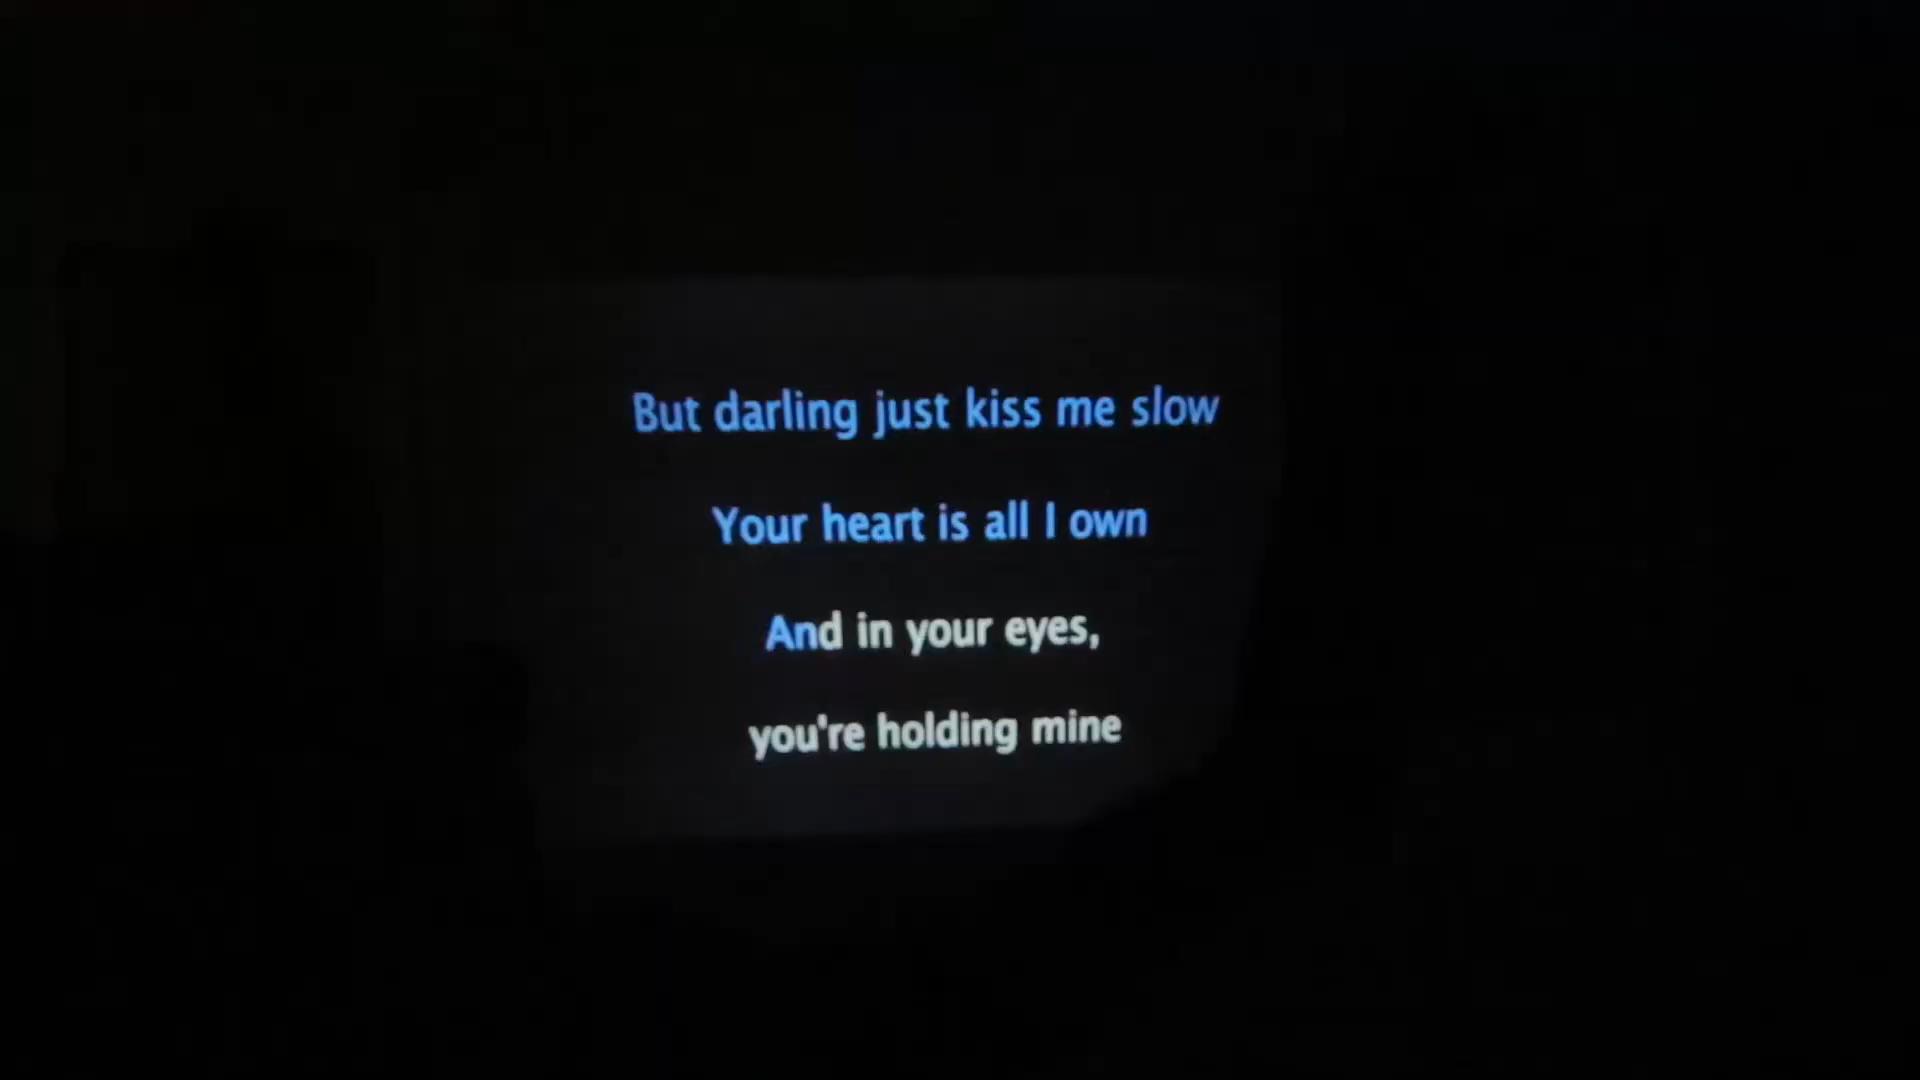 But darling just kiss me slow
Your heart is all I own
And in your eyes,
you're holding mine